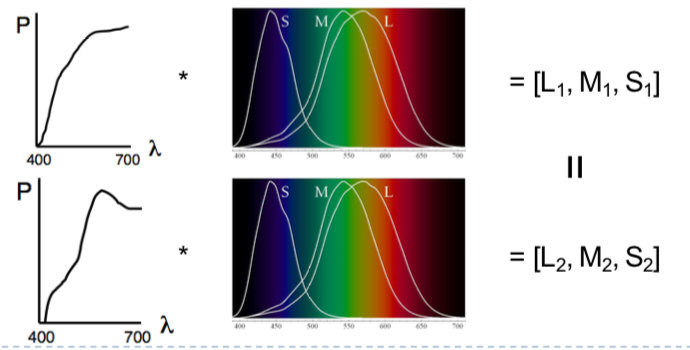 P
* S M L = [L₁, M₁, S₁]
400 700 λ
400 450 500 550 600 650 700
=
P
* S M L = [L₂, M₂, S₂]
400 700 λ
400 450 500 550 600 650 700